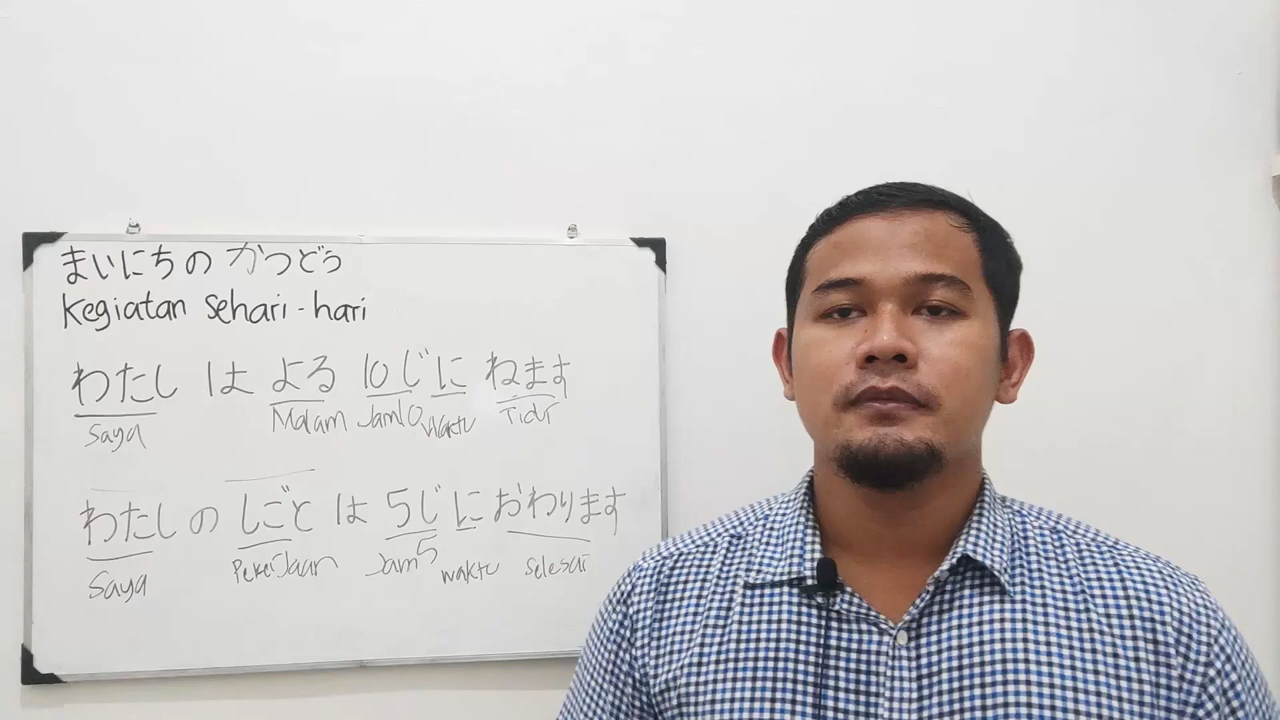 まいにちの かつどう
Kegiatan sehari-hari
わたし は よる 10じに ねます
Saya Malam Jam10 Waktu Tidur
わたしの しごと は 5じに おわります
Saya Pekerjaan Jam5 waktu selesai